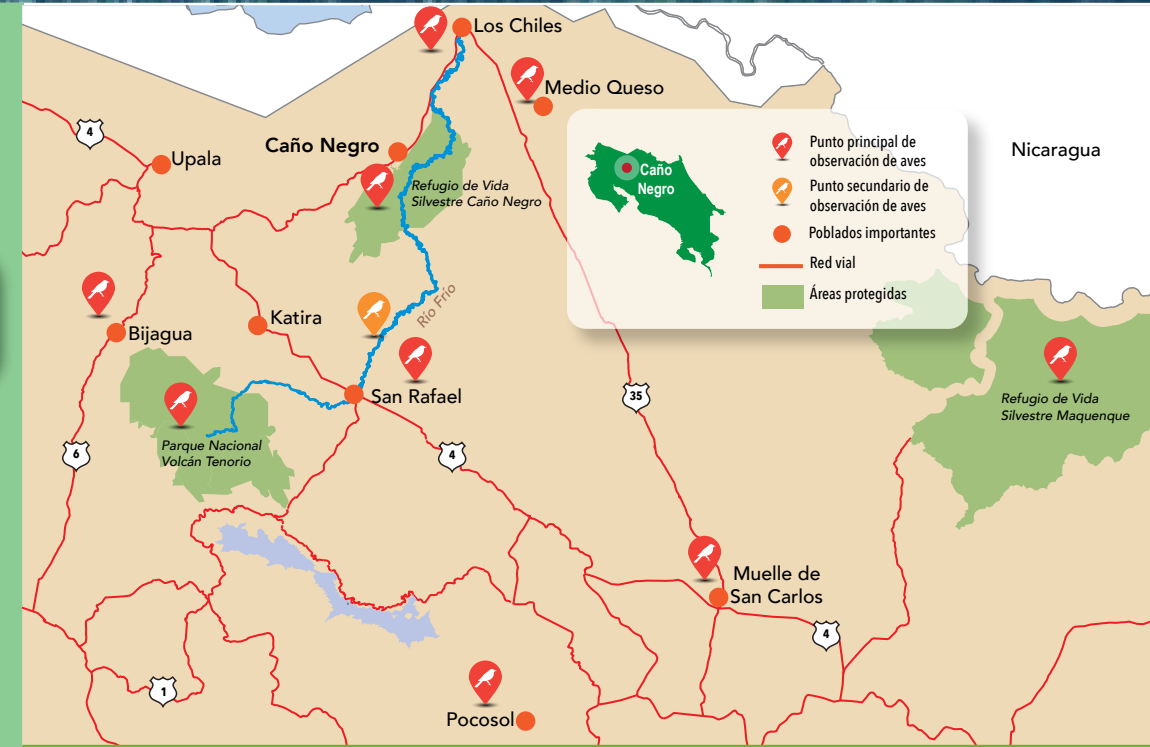 Los Chiles
Medio Queso
Nicaragua
4
Upala
Caño Negro
Refugio de Vida
Silvestre Caño Negro
Caño
Negro
Punto principal de
observación de aves
Punto secundario de
observación de aves
Poblados importantes
Red vial
Áreas protegidas
Río Frío
Bijagua
Katira
San Rafael
35
Refugio de Vida
Silvestre Maquenque
Parque Nacional
Volcán Tenorio
6
4
Muelle de
San Carlos
4
1
Pocosol